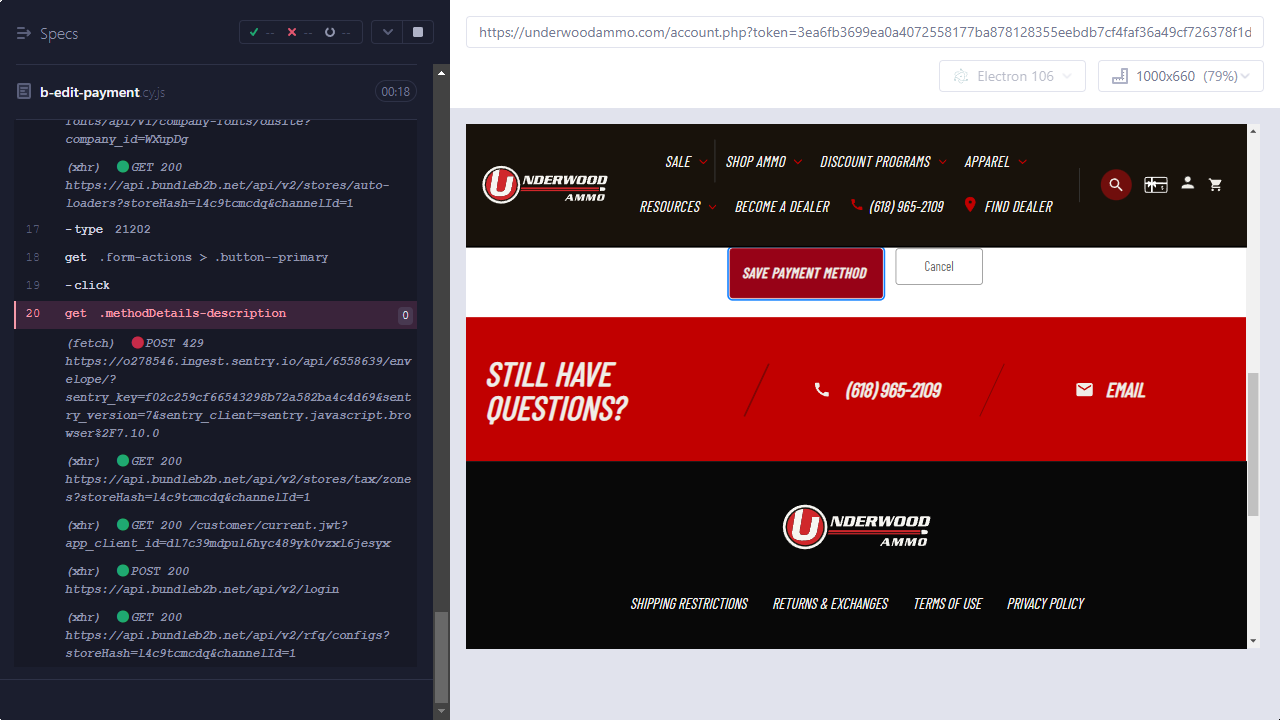 Specs
--
--
--
b-edit-payment.cy.js
00:18
fonts/api/v1/company-fonts/onsite?
company_id=WXupDg
(xhr) GET 200
https://api.bundleb2b.net/api/v2/stores/auto-
loaders?storeHash=l4c9tcmcdq&channelId=1
17 -type 21202
18 get .form-actions > .button--primary
19 -click
20 get .methodDetails-description 0
(fetch) POST 429
https://o278546.ingest.sentry.io/api/6558639/env
elope/?
sentry_key=f02c259cf66543298b72a582ba4c4d69&sent
ry_version=7&sentry_client=sentry.javascript.bro
wser%2F7.10.0
(xhr) GET 200
https://api.bundleb2b.net/api/v2/stores/tax/zone
s?storeHash=l4c9tcmcdq&channelId=1
(xhr) GET 200 /customer/current.jwt?
app_client_id=dl7c39mdpul6hyc489yk0vzxl6jesyx
(xhr) POST 200
https://api.bundleb2b.net/api/v2/login
(xhr) GET 200
https://api.bundleb2b.net/api/v2/rfq/configs?
storeHash=l4c9tcmcdq&channelId=1
https://underwoodammo.com/account.php?token=3ea6fb3699ea0a4072558177ba878128355eebdb7cf4faf36a49cf726378f1d
Electron 106
1000x660 (79%)
UNDERWOOD
AMMO
SALE
SHOP AMMO
DISCOUNT PROGRAMS
APPAREL
RESOURCES
BECOME A DEALER
(618) 965-2109
FIND DEALER
SAVE PAYMENT METHOD
Cancel
STILL HAVE
QUESTIONS?
(618) 965-2109
EMAIL
UNDERWOOD
AMMO
SHIPPING RESTRICTIONS
RETURNS & EXCHANGES
TERMS OF USE
PRIVACY POLICY